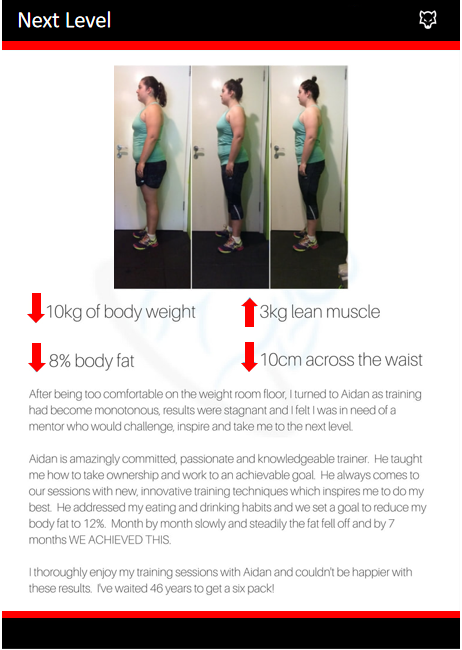 Next Level
10kg of body weight
3kg lean muscle
8% body fat
10cm across the waist
After being too comfortable on the weight room floor, I turned to Aidan as training
had become monotonous, results were stagnant and I felt I was in need of a
mentor who would challenge, inspire and take me to the next level.
Aidan is amazingly committed, passionate and knowledgeable trainer. He taught
me how to take ownership and work to an achievable goal. He always comes to
our sessions with new, innovative training techniques which inspires me to do my
best. He addressed my eating and drinking habits and we set a goal to reduce my
body fat to 12%. Month by month slowly and steadily the fat fell off and by 7
months WE ACHIEVED THIS.
I thoroughly enjoy my training sessions with Aidan and couldn't be happier with
these results. I've waited 46 years to get a six pack!